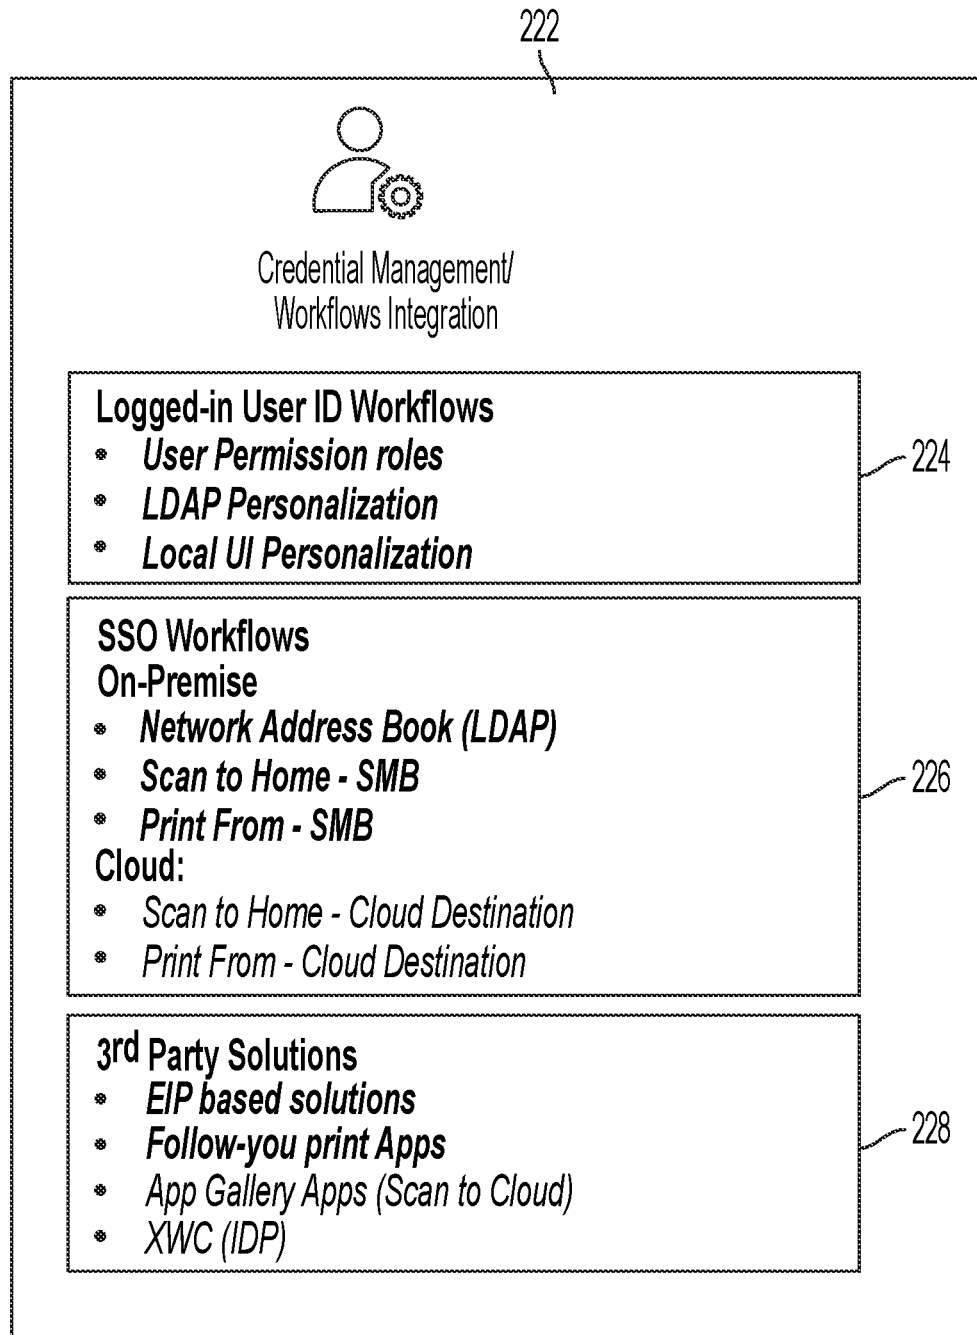 222
Credential Management/
Workflows Integration
Logged-in User ID Workflows
• User Permission roles
• LDAP Personalization
• Local UI Personalization
224
SSO Workflows
On-Premise
• Network Address Book (LDAP)
• Scan to Home - SMB
• Print From - SMB
Cloud:
• Scan to Home - Cloud Destination
• Print From - Cloud Destination
226
3rd Party Solutions
• EIP based solutions
• Follow-you print Apps
• App Gallery Apps (Scan to Cloud)
• XWC (IDP)
228